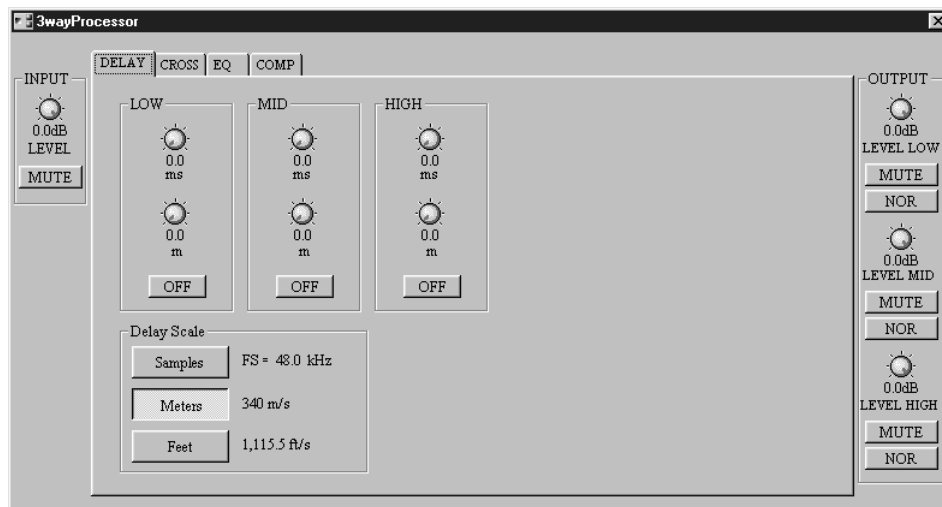 3wayProcessor
DELAY CROSS EQ COMP
INPUT
0.0dB
LEVEL
MUTE
LOW
0.0
ms
0.0
m
OFF
MID
0.0
ms
0.0
m
OFF
HIGH
0.0
ms
0.0
m
OFF
Delay Scale
Samples FS = 48.0 kHz
Meters 340 m/s
Feet 1,115.5 ft/s
OUTPUT
0.0dB
LEVEL LOW
MUTE
NOR
0.0dB
LEVEL MID
MUTE
NOR
0.0dB
LEVEL HIGH
MUTE
NOR